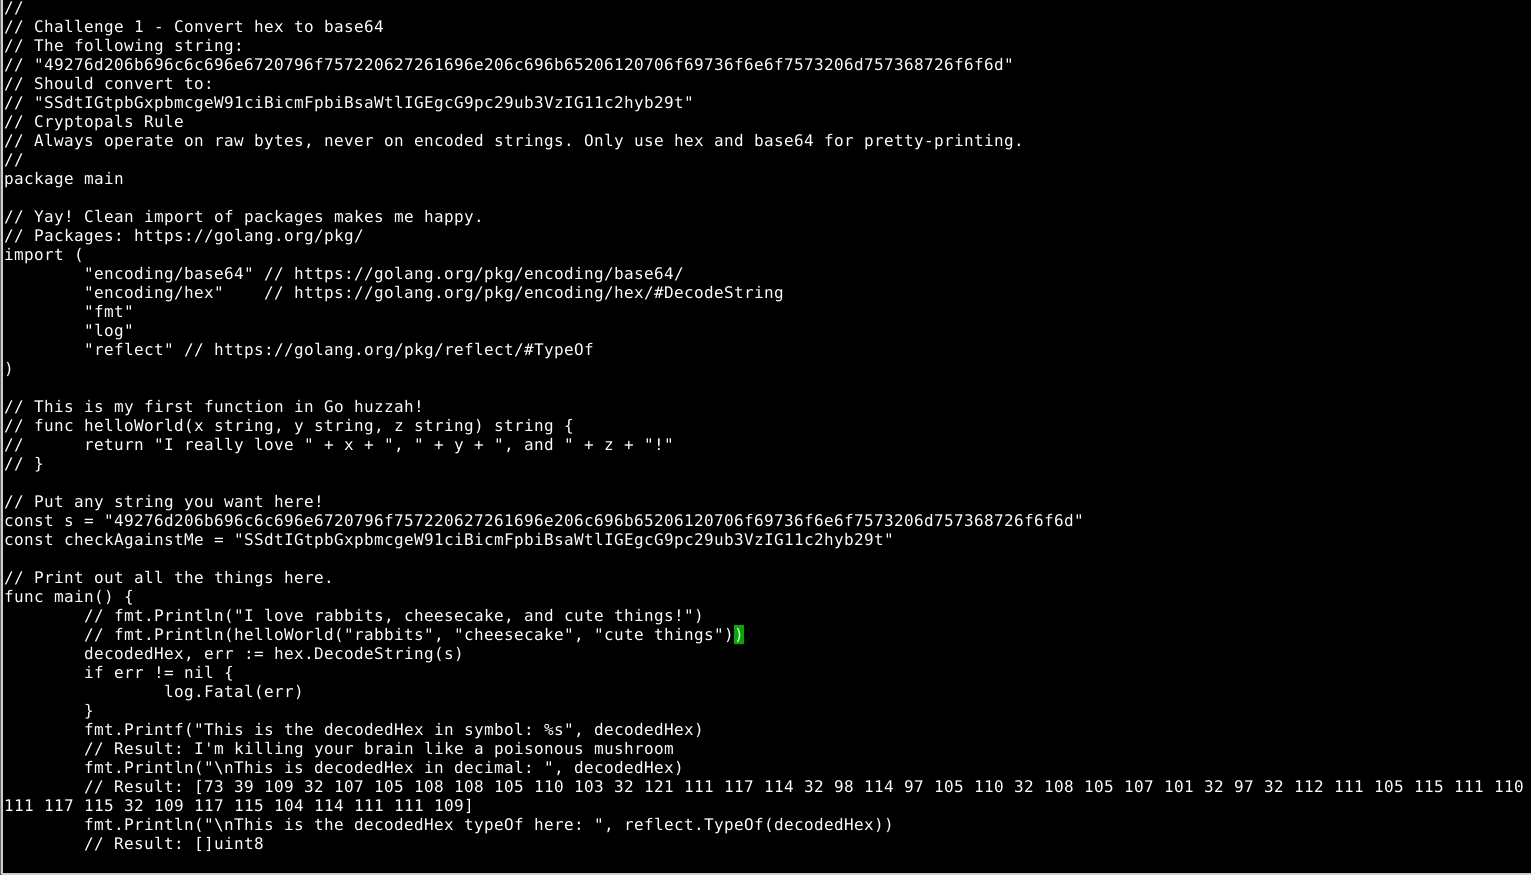 //
// Challenge 1 - Convert hex to base64
// The following string:
// "49276d206b696c6c696e6720796f757220627261696e206c696b65206120706f69736f6e6f7573206d757368726f6f6d"
// Should convert to:
// "SSdtIGtpbGxpbmcgeW91ciBicmFpbiBsaWtlIGEgcG9pc29ub3VzIG11c2hyb29t"
// Cryptopals Rule
// Always operate on raw bytes, never on encoded strings. Only use hex and base64 for pretty-printing.
//
package main

// Yay! Clean import of packages makes me happy.
// Packages: https://golang.org/pkg/
import (
        "encoding/base64" // https://golang.org/pkg/encoding/base64/
        "encoding/hex"    // https://golang.org/pkg/encoding/hex/#DecodeString
        "fmt"
        "log"
        "reflect" // https://golang.org/pkg/reflect/#TypeOf
)

// This is my first function in Go huzzah!
// func helloWorld(x string, y string, z string) string {
//      return "I really love " + x + ", " + y + ", and " + z + "!"
// }

// Put any string you want here!
const s = "49276d206b696c6c696e6720796f757220627261696e206c696b65206120706f69736f6e6f7573206d757368726f6f6d"
const checkAgainstMe = "SSdtIGtpbGxpbmcgeW91ciBicmFpbiBsaWtlIGEgcG9pc29ub3VzIG11c2hyb29t"

// Print out all the things here.
func main() {
        // fmt.Println("I love rabbits, cheesecake, and cute things!")
        // fmt.Println(helloWorld("rabbits", "cheesecake", "cute things"))
        decodedHex, err := hex.DecodeString(s)
        if err != nil {
                log.Fatal(err)
        }
        fmt.Printf("This is the decodedHex in symbol: %s", decodedHex)
        // Result: I'm killing your brain like a poisonous mushroom
        fmt.Println("\nThis is decodedHex in decimal: ", decodedHex)
        // Result: [73 39 109 32 107 105 108 108 105 110 103 32 121 111 117 114 32 98 114 97 105 110 32 108 105 107 101 32 97 32 112 111 105 115 111 110
111 117 115 32 109 117 115 104 114 111 111 109]
        fmt.Println("\nThis is the decodedHex typeOf here: ", reflect.TypeOf(decodedHex))
        // Result: []uint8